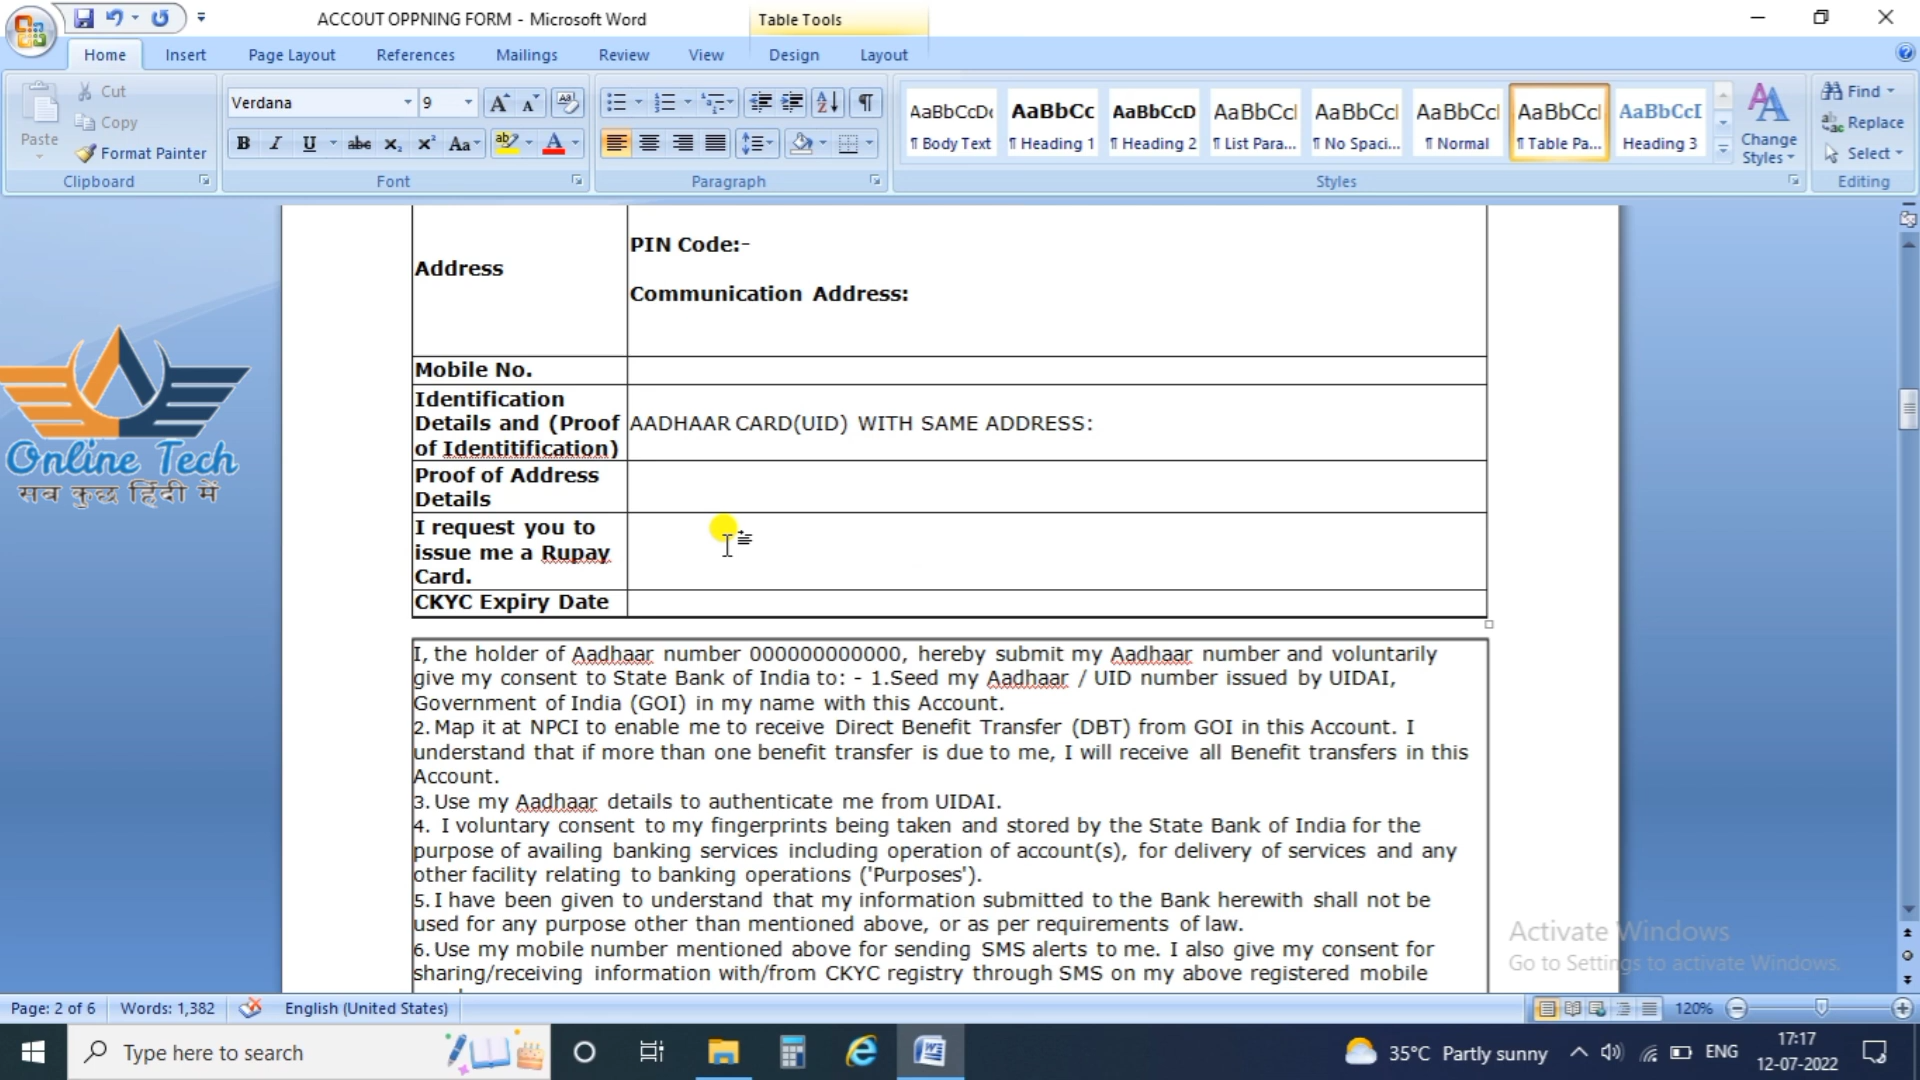 ACCOUT OPPNING FORM - Microsoft Word
Table Tools
Home Insert Page Layout References Mailings Review View Design Layout
Paste
Cut
Copy
Format Painter
Clipboard
Verdana 9
Font
Paragraph
AaBbCcDc AaBbCc AaBbCcD AaBbCcI AaBbCcI AaBbCcI AaBbCcI AaBbCcI
¶ Body Text ¶ Heading 1 ¶ Heading 2 ¶ List Para... ¶ No Spaci... ¶ Normal ¶ Table Pa... Heading 3
Styles
Change Styles
Find
Replace
Select
Editing
Address
PIN Code:-
Communication Address:
Mobile No.
Identification
Details and (Proof
of Identitification)
AADHAAR CARD(UID) WITH SAME ADDRESS:
Proof of Address
Details
I request you to
issue me a Rupay
Card.
CKYC Expiry Date
I, the holder of Aadhaar number 000000000000, hereby submit my Aadhaar number and voluntarily
give my consent to State Bank of India to: - 1.Seed my Aadhaar / UID number issued by UIDAI,
Government of India (GOI) in my name with this Account.
2. Map it at NPCI to enable me to receive Direct Benefit Transfer (DBT) from GOI in this Account. I
understand that if more than one benefit transfer is due to me, I will receive all Benefit transfers in this
Account.
3. Use my Aadhaar details to authenticate me from UIDAI.
4. I voluntary consent to my fingerprints being taken and stored by the State Bank of India for the
purpose of availing banking services including operation of account(s), for delivery of services and any
other facility relating to banking operations ('Purposes').
5. I have been given to understand that my information submitted to the Bank herewith shall not be
used for any purpose other than mentioned above, or as per requirements of law.
6. Use my mobile number mentioned above for sending SMS alerts to me. I also give my consent for
sharing/receiving information with/from CKYC registry through SMS on my above registered mobile
Online Tech
सब कुछ हिंदी में
Activate Windows
Go to Settings to activate Windows.
Page: 2 of 6 Words: 1,382 English (United States) 120%
Type here to search
35°C Partly sunny ENG
17:17
12-07-2022